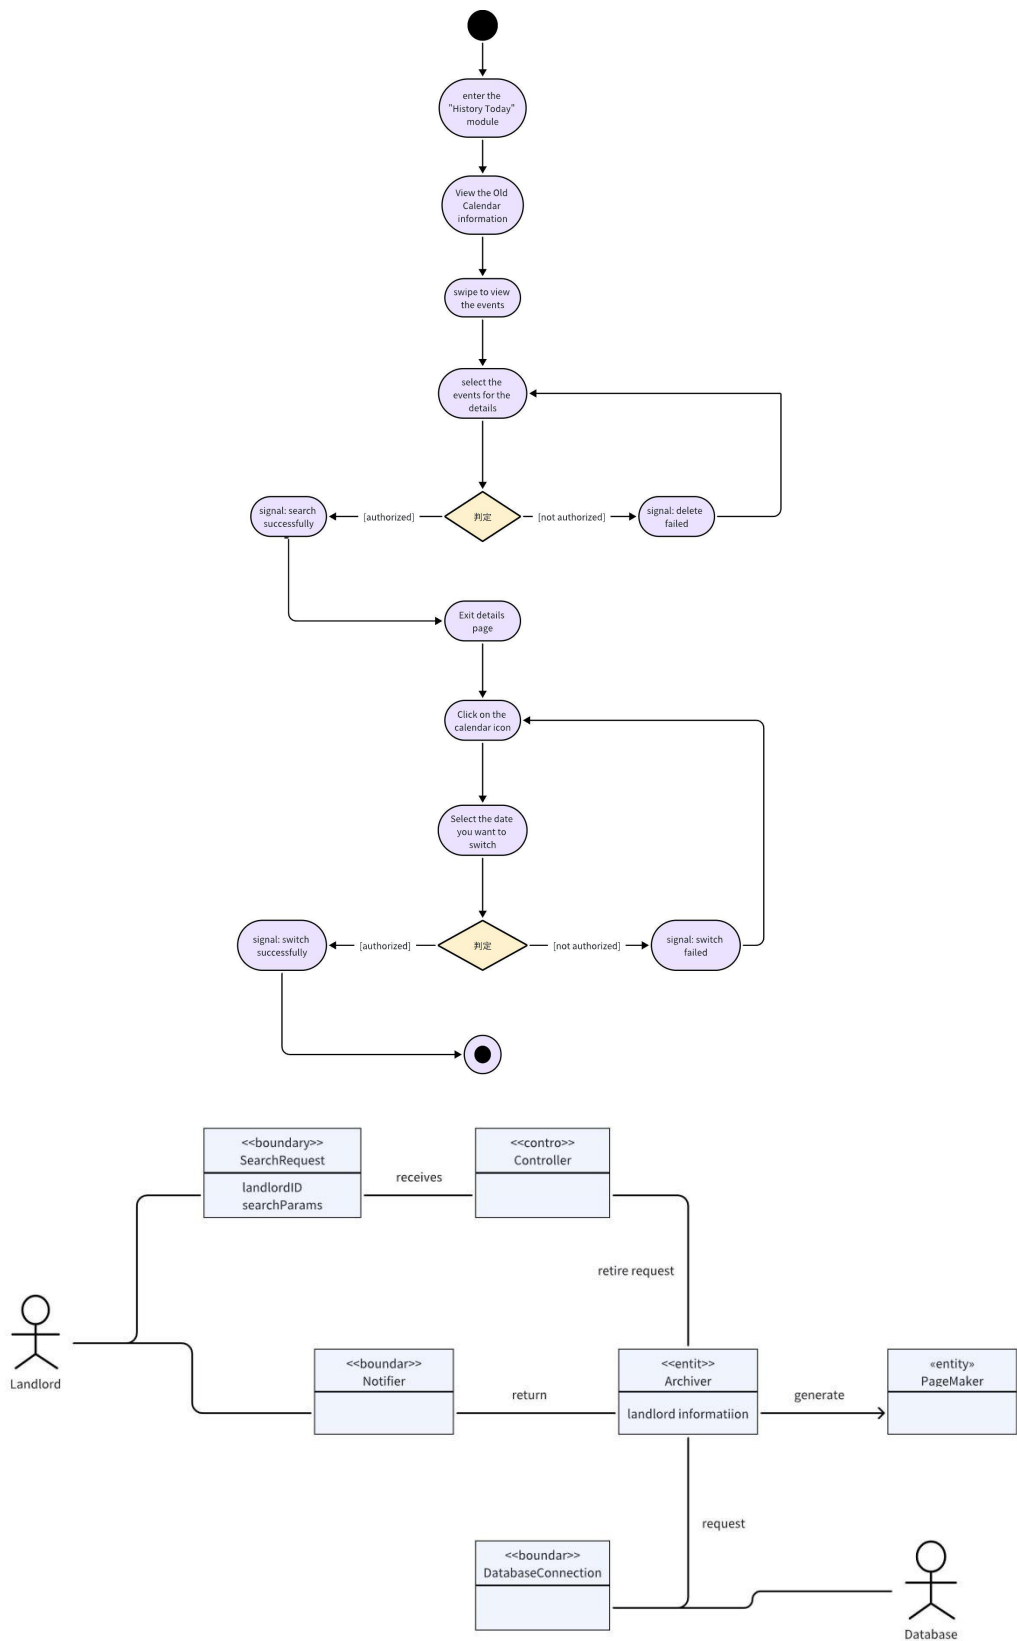 enter the
"History Today"
module
View the Old
Calendar
information
swipe to view
the events
select the
events for the
details
signal: search
successfully
[authorized]
判定
[not authorized]
signal: delete
failed
Exit details
page
Click on the
calendar icon
Select the date
you want to
switch
signal: switch
successfully
[authorized]
判定
[not authorized]
signal: switch
failed
<<boundary>>
SearchRequest
landlordID
searchParams
receives
<<contro>>
Controller
retire request
Landlord
<<boundar>>
Notifier
return
<<entit>>
Archiver
landlord informatiion
generate
«entity»
PageMaker
request
<<boundar>>
DatabaseConnection
Database